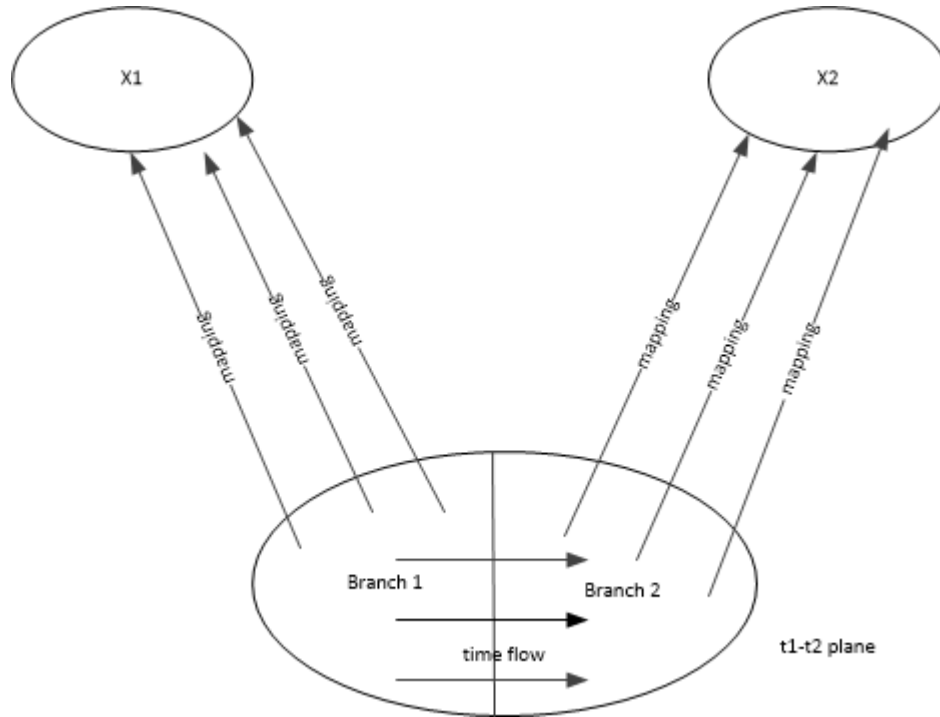 X1
X2
mapping
mapping
mapping
mapping
mapping
mapping
Branch 1
Branch 2
time flow
t1-t2 plane